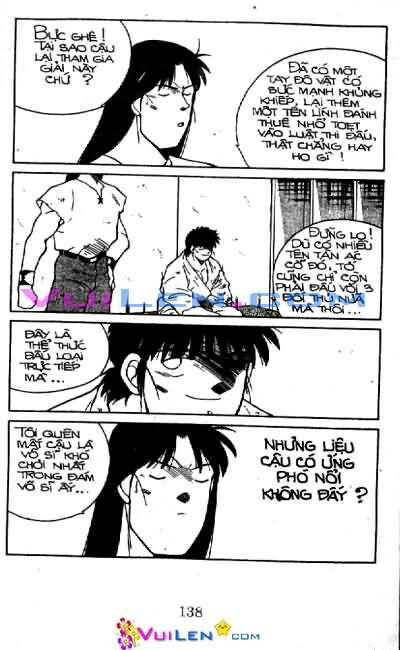 BỰC GHÊ!
TẠI SAO CẬU
LẠI THAM GIA
GIẢI NÀY
CHỨ ?
ĐÃ CÓ MỘT
TAY ĐÔ VẬT CÓ
SỨC MẠNH KHỦNG
KHIẾP, LẠI THÊM
MỘT TÊN LÍNH ĐÁNH
THUÊ NHỔ TOẸT
VÀO LUẬT THI ĐẤU,
THẬT CHẲNG HAY
HO GÌ !
ĐỪNG LO!
DÙ CÓ NHIỀU
TÊN TÀN ÁC
CỠ ĐÓ, TỚ
CŨNG CHỈ CÒN
PHẢI ĐẤU VỚI 3
ĐỐI THỦ NỮA
MÀ THÔI...
VUILEN.COM
ĐÂY LÀ
THỂ THỨC
ĐẤU LOẠI
TRỰC TIẾP
MÀ...
TÔI QUÊN
MẤT CẬU LÀ
VÕ SĨ KHÓ
CHƠI NHẤT
TRONG ĐÁM
VÕ SĨ ẤY...
NHƯNG LIỆU
CẬU CÓ ỨNG
PHÓ NỔI
KHÔNG ĐẤY ?
138
VUILEN.COM